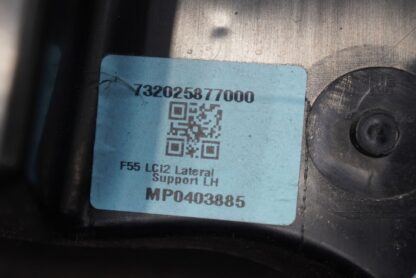 732025877000
F55 LCI2 Lateral
Support LH
MP0403885